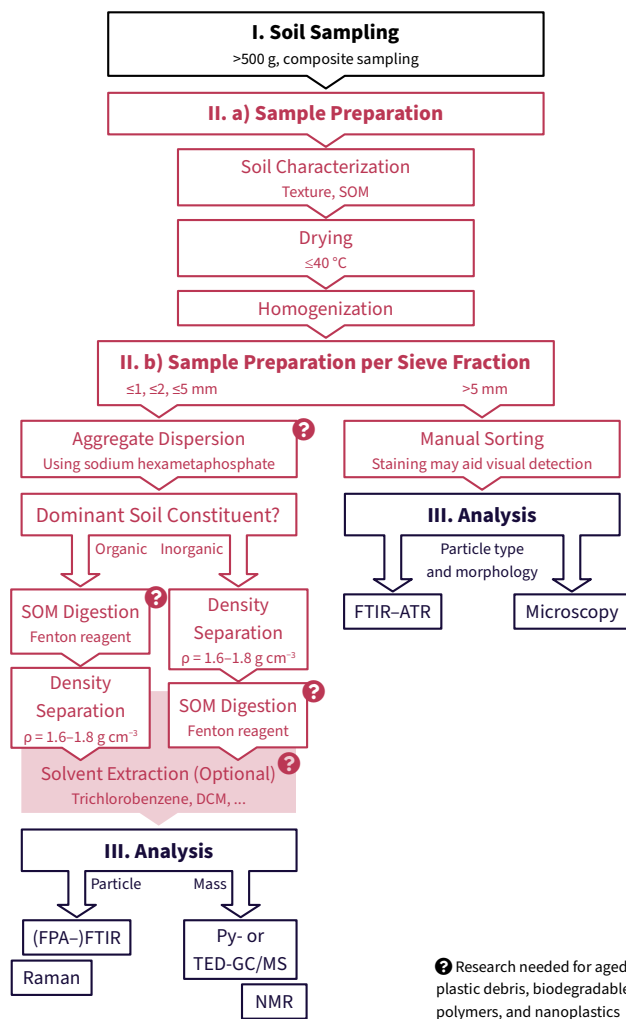 I. Soil Sampling
>500 g, composite sampling
II. a) Sample Preparation
Soil Characterization
Texture, SOM
Drying
≤40 °C
Homogenization
II. b) Sample Preparation per Sieve Fraction
≤1, ≤2, ≤5 mm
>5 mm
Aggregate Dispersion
Using sodium hexametaphosphate
?
Manual Sorting
Staining may aid visual detection
Dominant Soil Constituent?
Organic
Inorganic
III. Analysis
Particle type
and morphology
FTIR–ATR
Microscopy
SOM Digestion
Fenton reagent
?
Density
Separation
ρ = 1.6–1.8 g cm⁻³
Density
Separation
ρ = 1.6–1.8 g cm⁻³
SOM Digestion
Fenton reagent
?
Solvent Extraction (Optional)
Trichlorobenzene, DCM, ...
?
III. Analysis
Particle
Mass
(FPA–)FTIR
Raman
Py- or
TED-GC/MS
NMR
? Research needed for aged
plastic debris, biodegradable
polymers, and nanoplastics